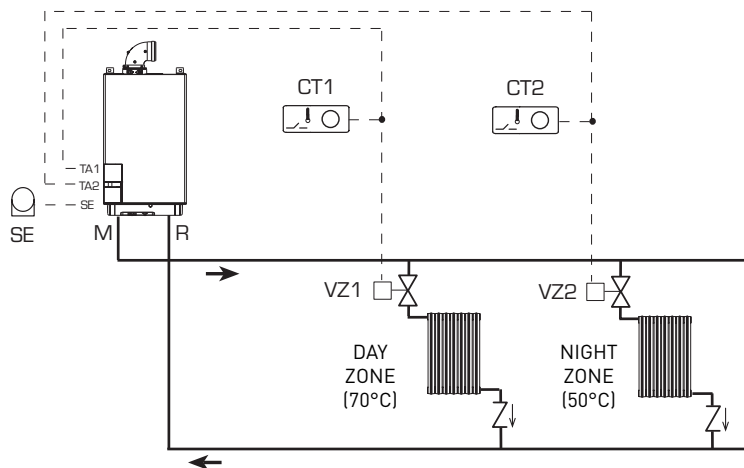 CT1
CT2
TA1
TA2
SE
SE
M
R
VZ1
VZ2
DAY
ZONE
(70°C)
NIGHT
ZONE
(50°C)